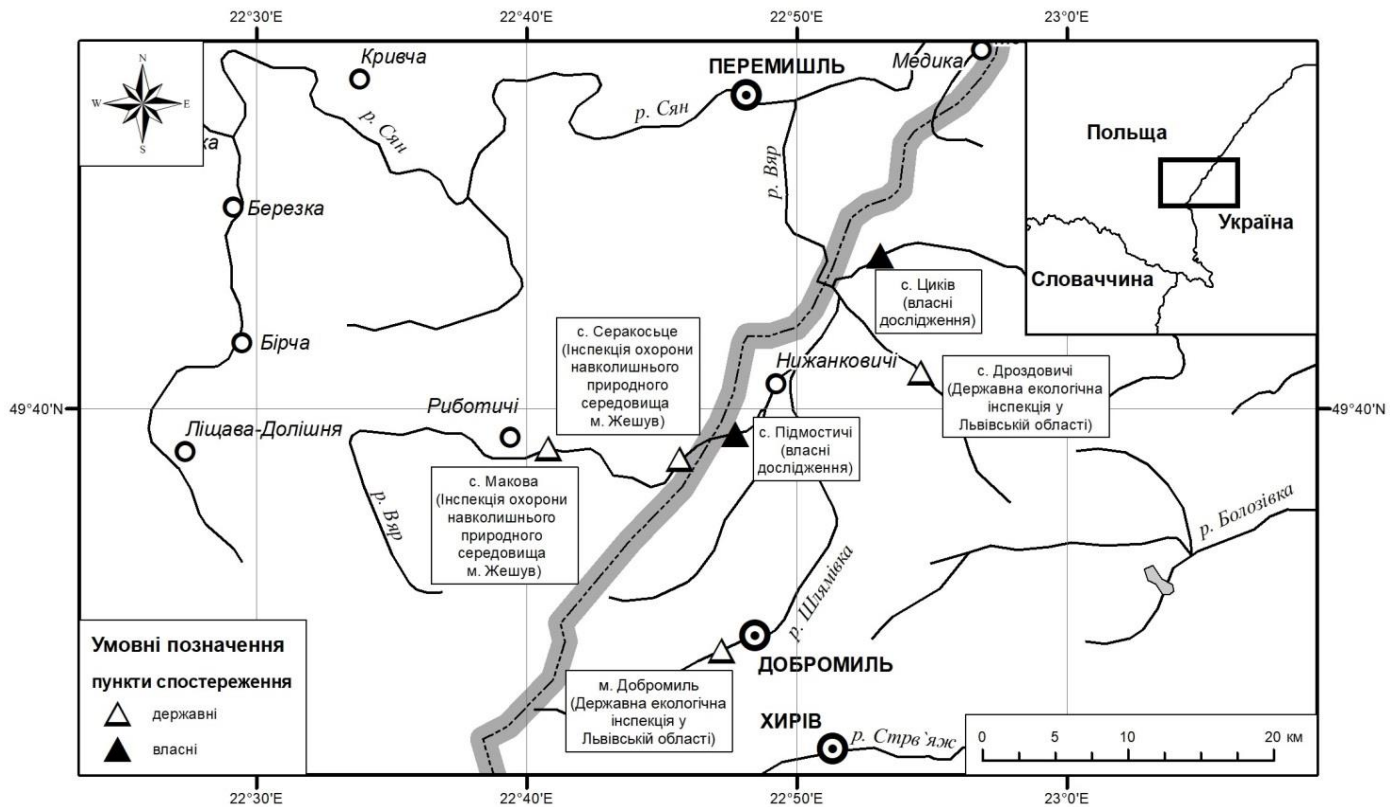 22°30'E
22°40'E
22°50'E
23°0'E
N
W
E
S
Кривча
ПЕРЕМИШЛЬ
Медика
р. Сян
р. Сян
р. Вяр
ка
Березка
Польща
Україна
Словаччина
с. Циків
(власні
дослідження)
с. Серакосьце
(Інспекція охорони
навколишнього
природного
середовища
м. Жешув)
Бірча
Нижанковичі
с. Дроздовичі
(Державна екологічна
інспекція у
Львівській області)
49°40'N
49°40'N
Риботичі
Ліщава-Долішня
с. Підмостичі
(власні
дослідження)
с. Макова
(Інспекція охорони
навколишнього
природного
середовища
м. Жешув)
р. Вяр
р. Болозівка
р. Шлямівка
ДОБРОМИЛЬ
м. Добромиль
(Державна екологічна
інспекція у
Львівській області)
ХИРІВ
р. Стрв`яж
Умовні позначення
пункти спостереження
державні
власні
0 5 10 20 км
22°30'E
22°40'E
22°50'E
23°0'E